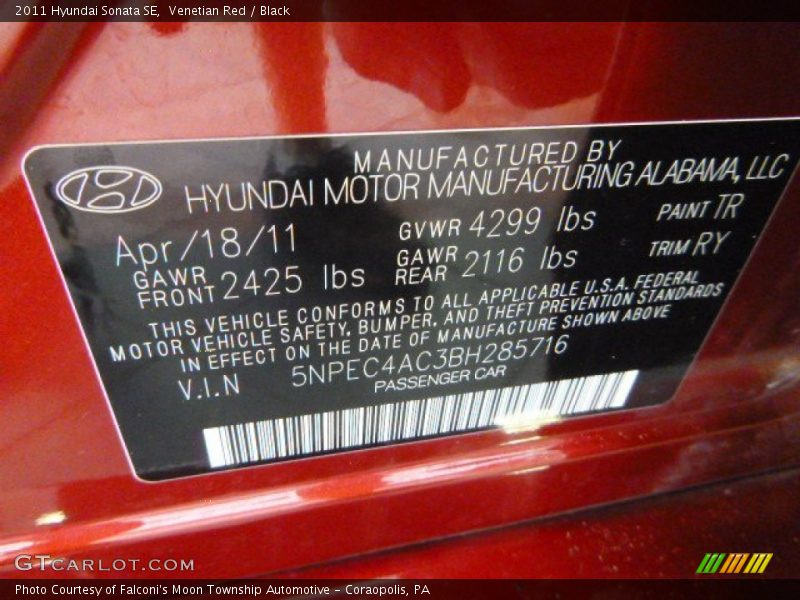 2011 Hyundai Sonata SE,  Venetian Red / Black
MANUFACTURED BY
HYUNDAI MOTOR MANUFACTURING ALABAMA, LLC
Apr/18/11 GVWR 4299 lbs PAINT TR
GAWR FRONT 2425 lbs GAWR REAR 2116 lbs TRIM RY
THIS VEHICLE CONFORMS TO ALL APPLICABLE U.S.A. FEDERAL
MOTOR VEHICLE SAFETY, BUMPER, AND THEFT PREVENTION STANDARDS
IN EFFECT ON THE DATE OF MANUFACTURE SHOWN ABOVE
V.I.N 5NPEC4AC3BH285716
PASSENGER CAR
GTCARLOT.COM
Photo Courtesy of Falconi's Moon Township Automotive - Coraopolis, PA